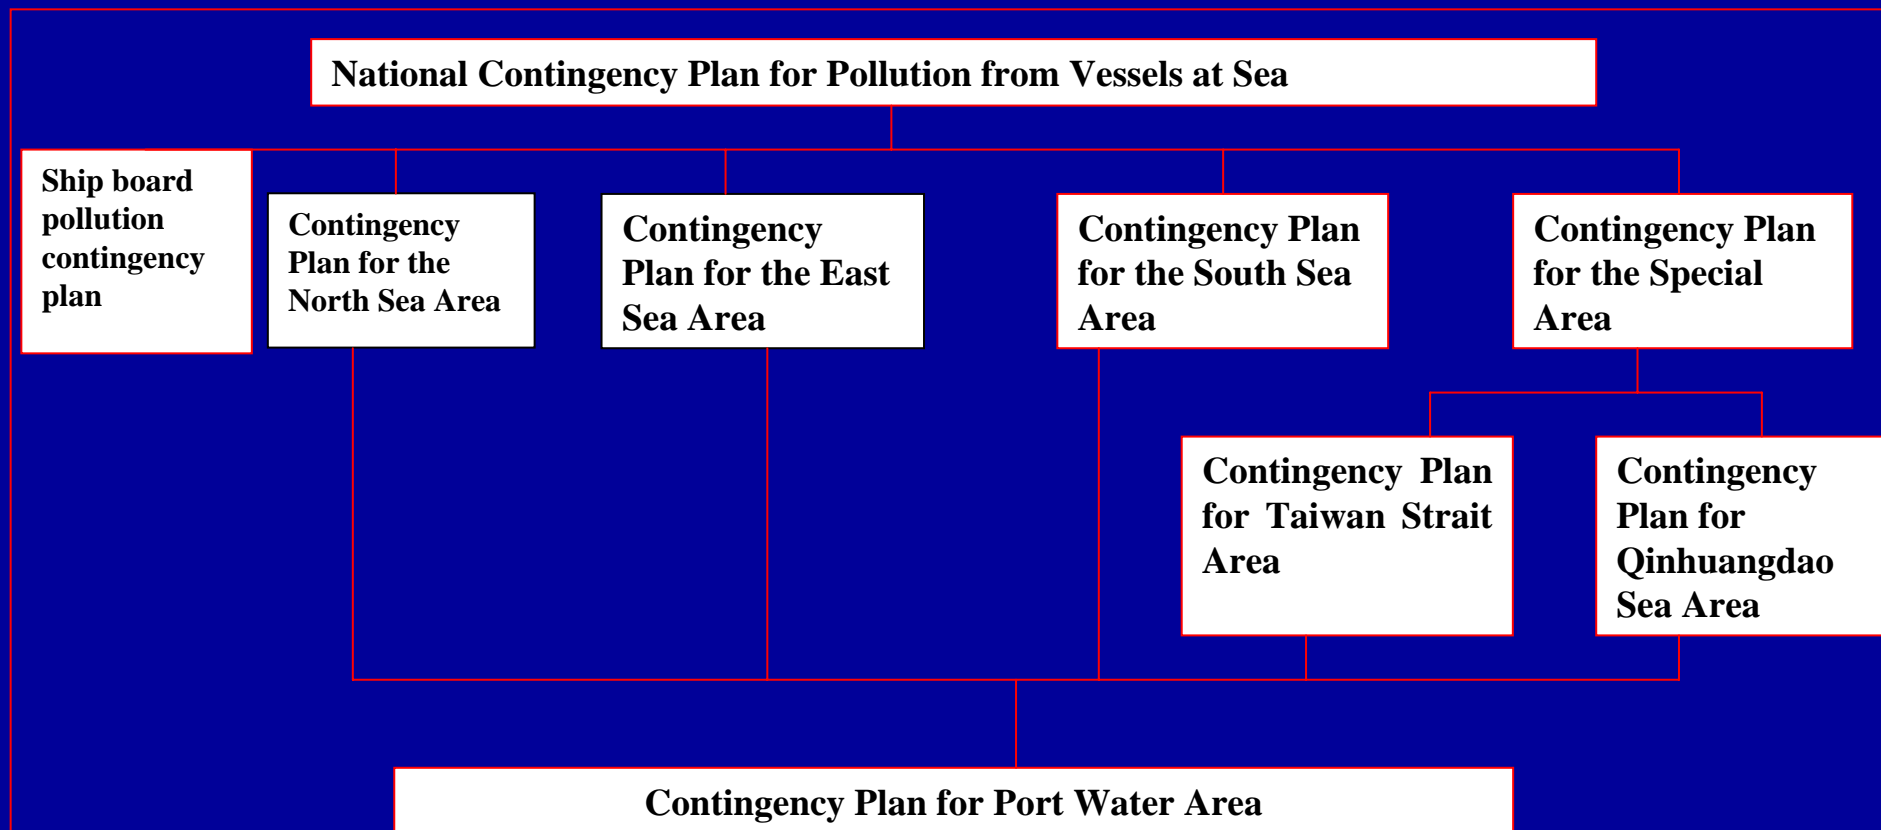 National Contingency Plan for Pollution from Vessels at Sea
Ship board
pollution
contingency
plan
Contingency
Plan for the
North Sea Area
Contingency
Plan for the East
Sea Area
Contingency Plan
for the South Sea
Area
Contingency Plan
for the Special
Area
Contingency Plan
for Taiwan Strait
Area
Contingency
Plan for
Qinhuangdao
Sea Area
Contingency Plan for Port Water Area